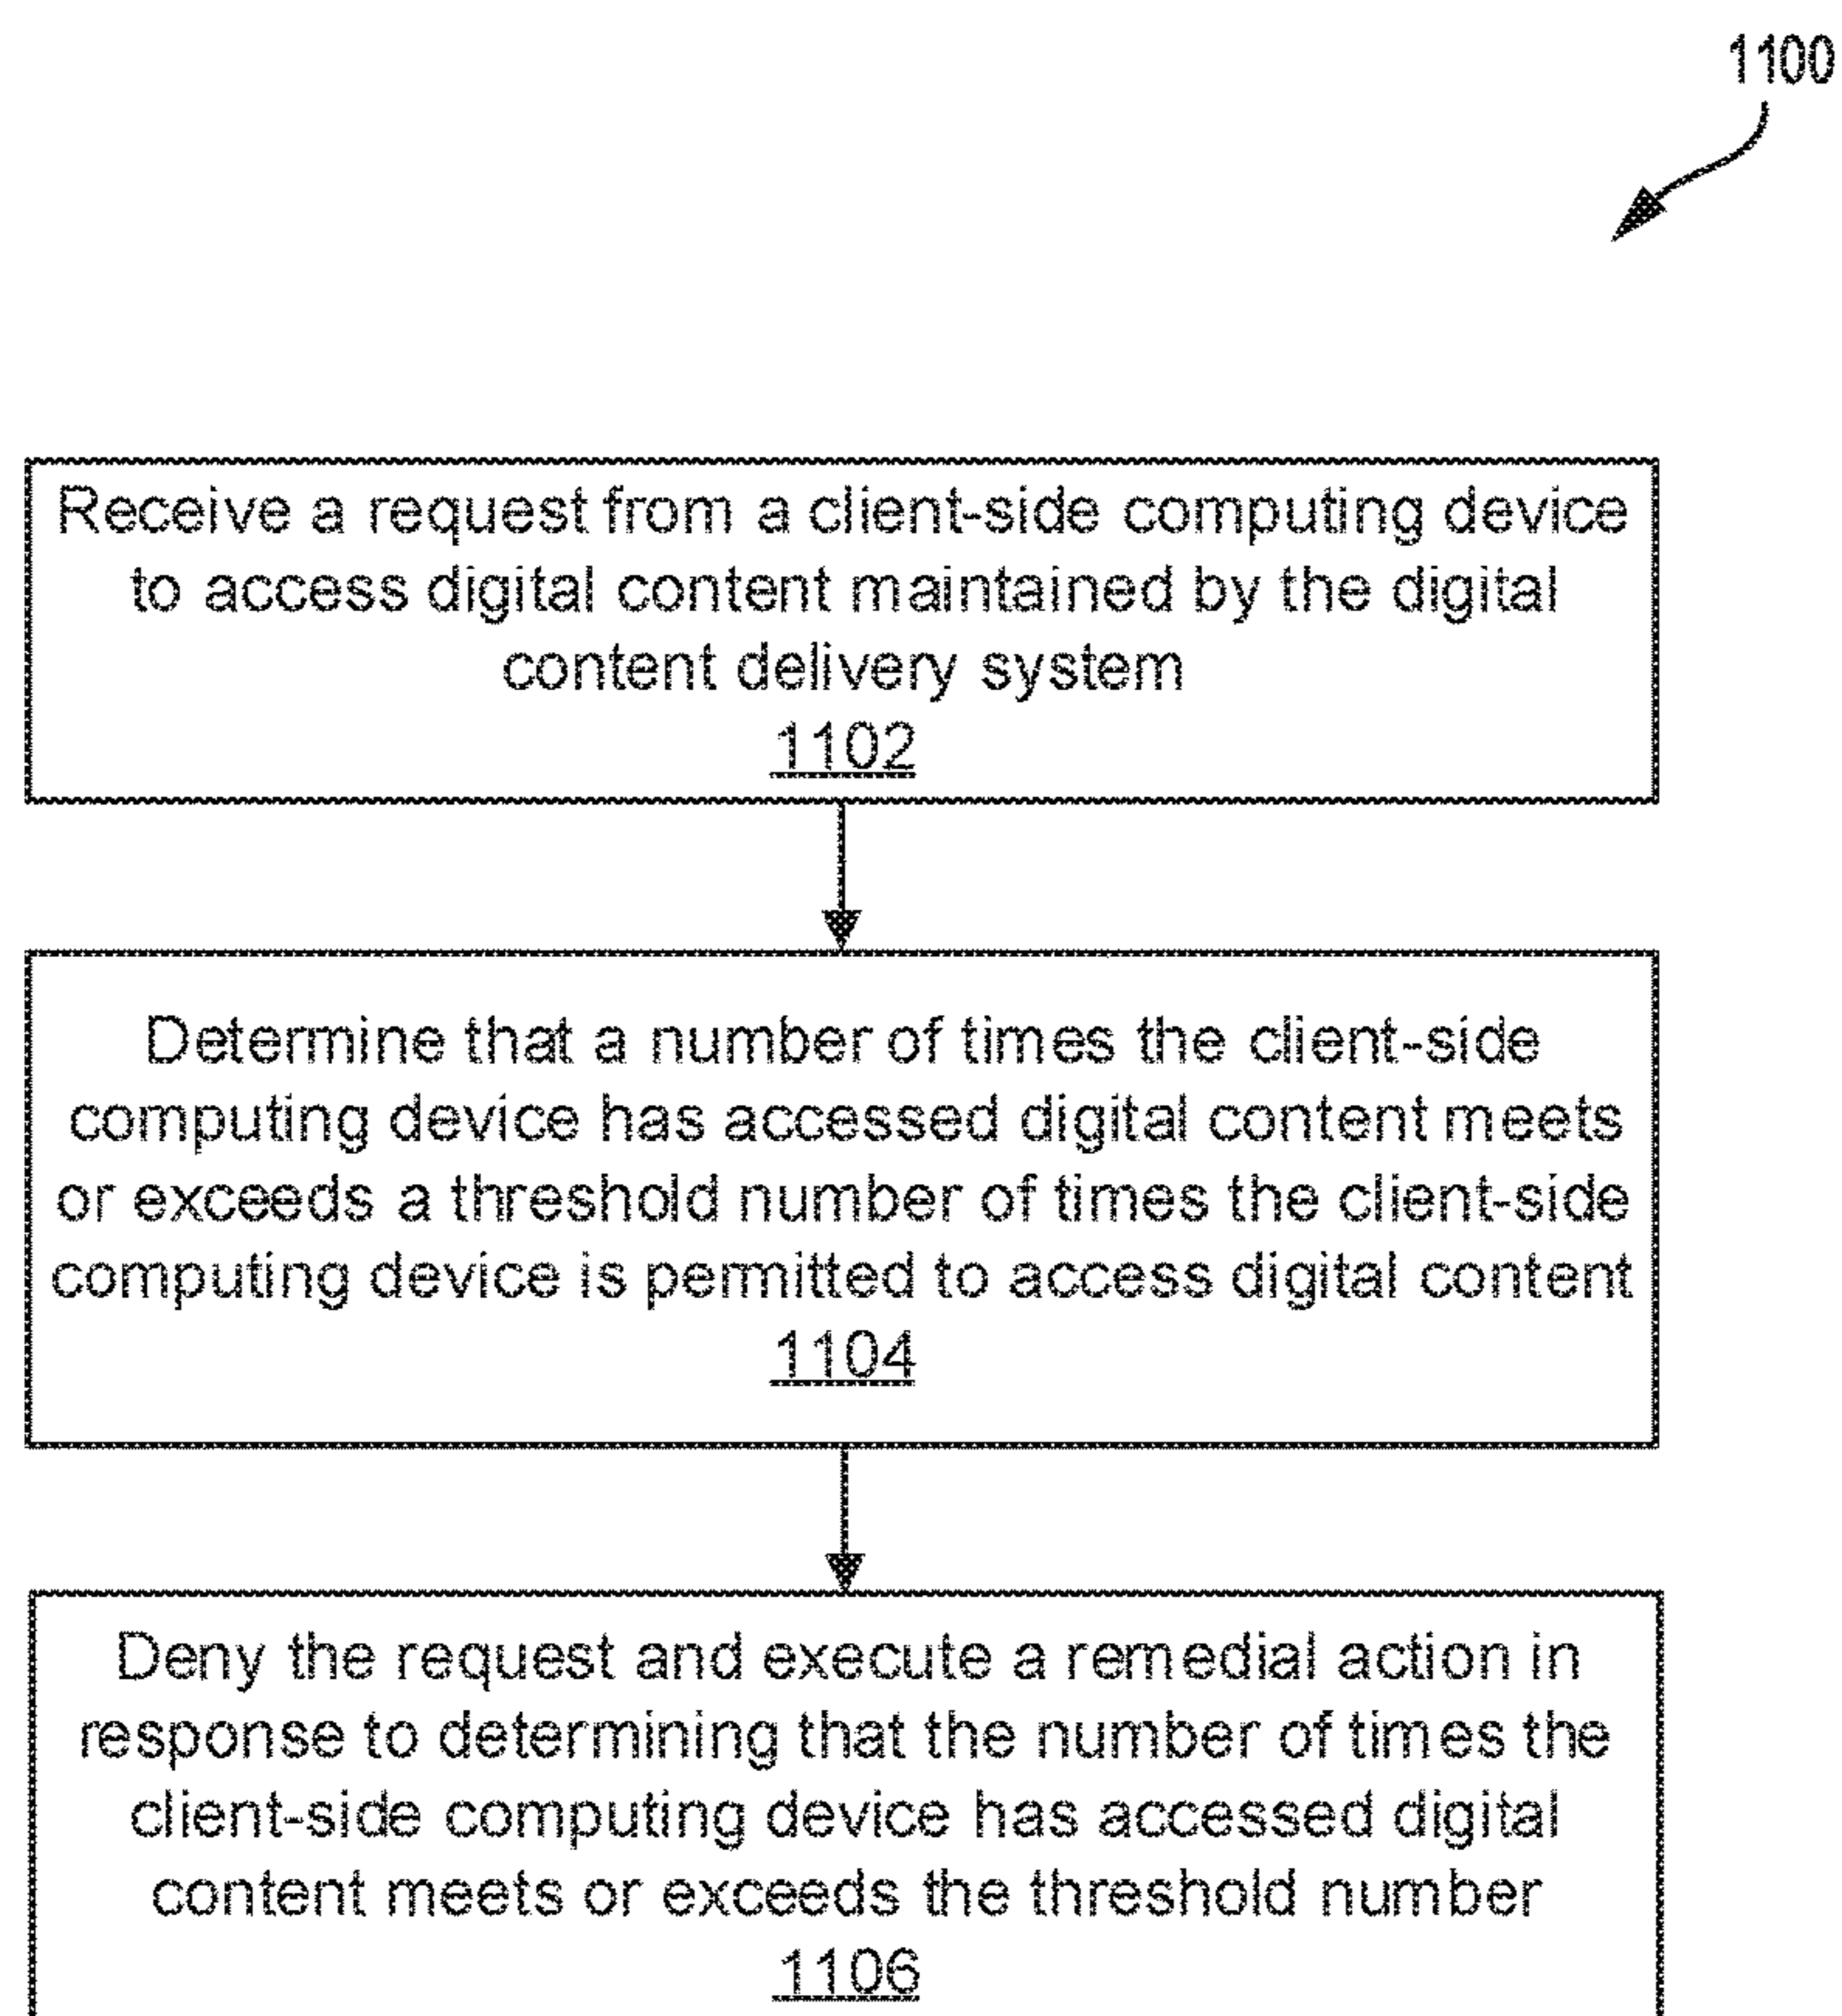 1100
Receive a request from a client-side computing device
to access digital content maintained by the digital
content delivery system
1102
Determine that a number of times the client-side
computing device has accessed digital content meets
or exceeds a threshold number of times the client-side
computing device is permitted to access digital content
1104
Deny the request and execute a remedial action in
response to determining that the number of times the
client-side computing device has accessed digital
content meets or exceeds the threshold number
1106